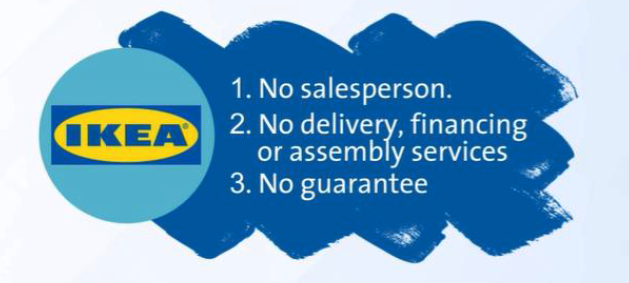 IKEA
1. No salesperson.
2. No delivery, financing
or assembly services
3. No guarantee